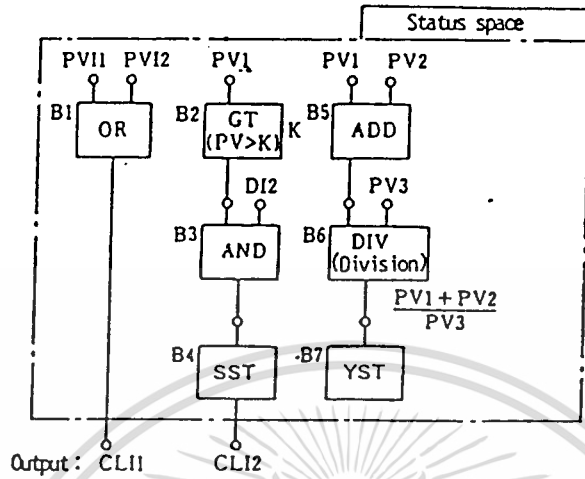 Status space
PVI1 PVI2 PV1 PV1 PV2
B1 OR
B2 GT (PV>K) K
B5 ADD
DI2 PV3
B3 AND
B6 DIV (Division)
PV1 + PV2
PV3
B4 SST
B7 YST
Output: CLI1 CLI2